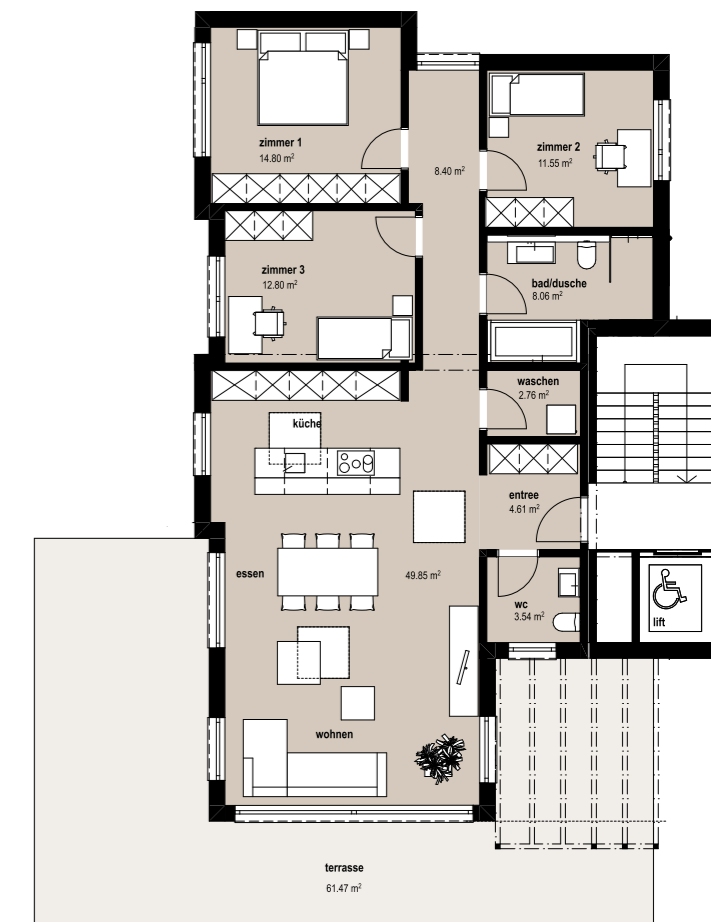 zimmer 1
14.80 m²
zimmer 2
11.55 m²
8.40 m²
zimmer 3
12.80 m²
bad/dusche
8.06 m²
waschen
2.76 m²
küche
entree
4.61 m²
essen
49.85 m²
wc
3.54 m²
lift
wohnen
terrasse
61.47 m²